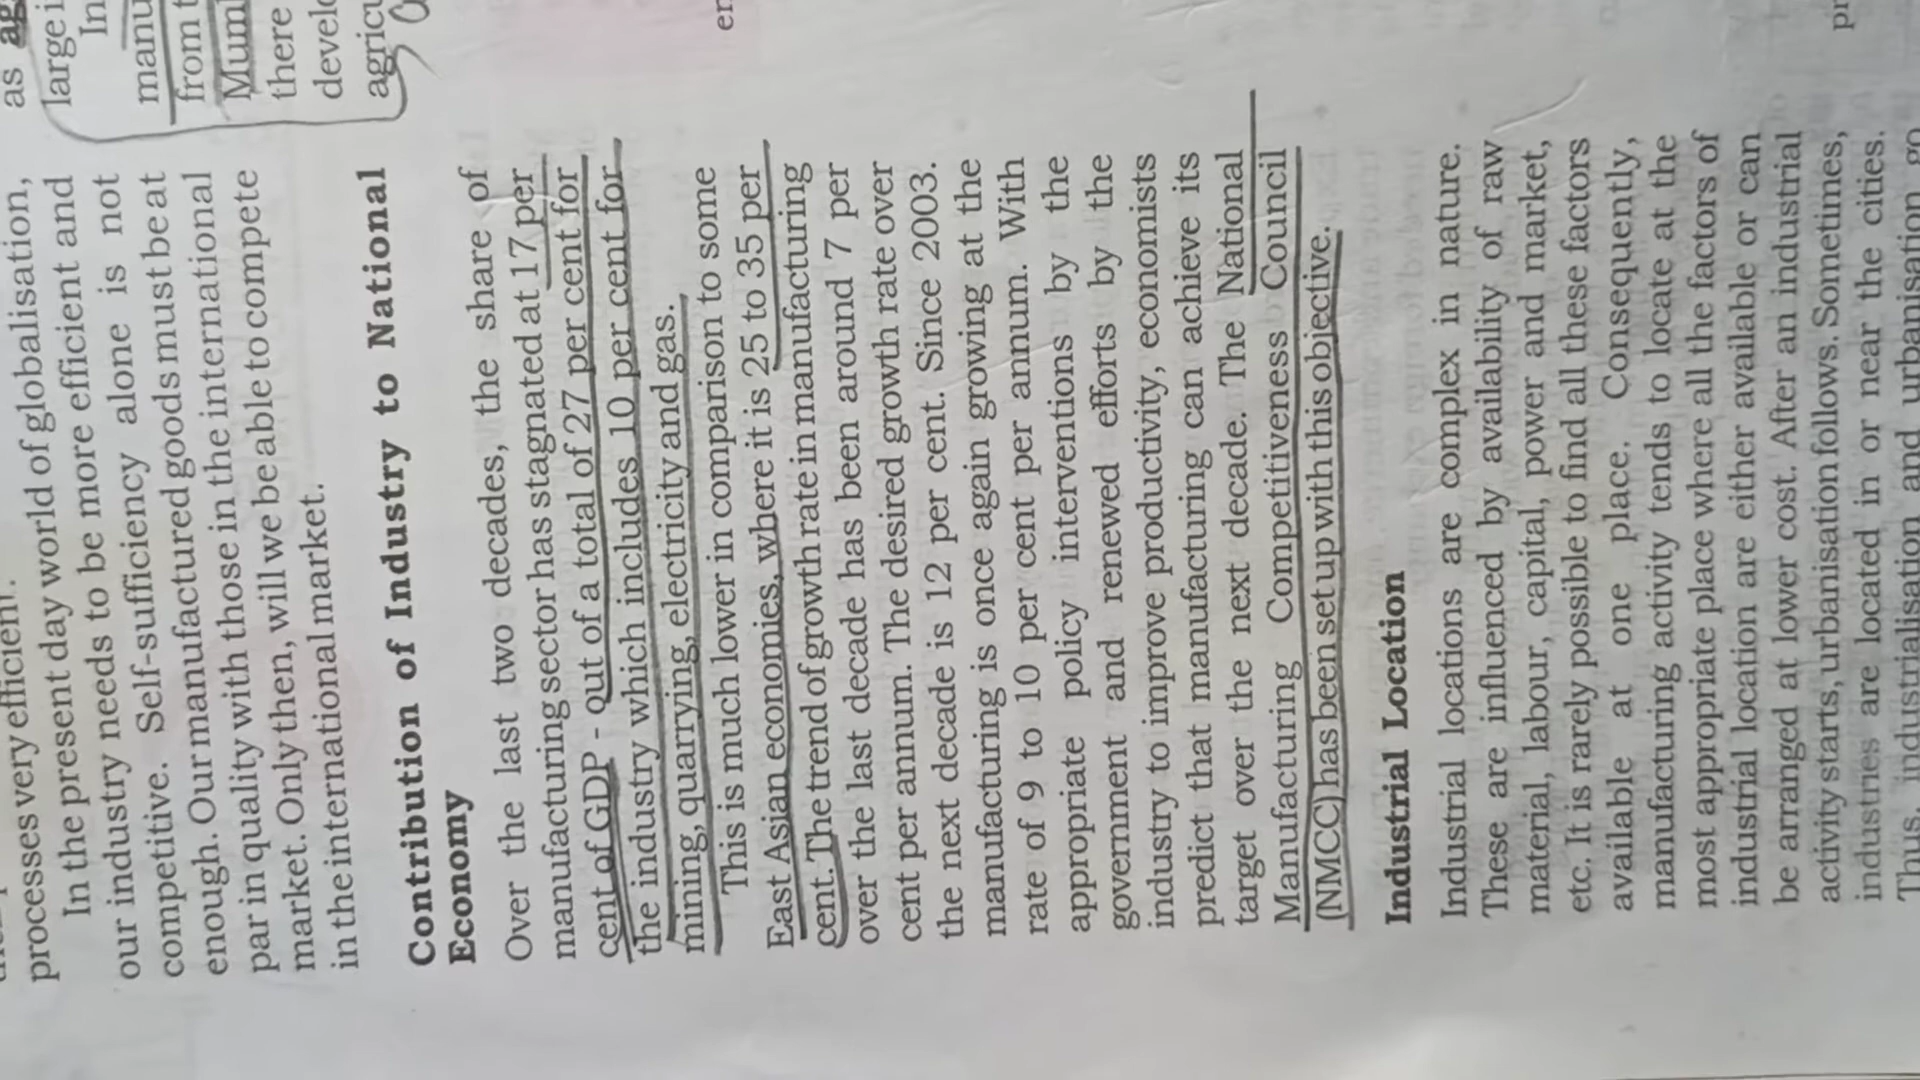 processes very efficient.
In the present day world of globalisation,
our industry needs to be more efficient and
competitive. Self-sufficiency alone is not
enough. Our manufactured goods must be at
par in quality with those in the international
market. Only then, will we be able to compete
in the international market.
Contribution of Industry to National
Economy
Over the last two decades, the share of
manufacturing sector has stagnated at 17 per
cent of GDP - out of a total of 27 per cent for
the industry which includes 10 per cent for
mining, quarrying, electricity and gas.
This is much lower in comparison to some
East Asian economies, where it is 25 to 35 per
cent. The trend of growth rate in manufacturing
over the last decade has been around 7 per
cent per annum. The desired growth rate over
the next decade is 12 per cent. Since 2003.
manufacturing is once again growing at the
rate of 9 to 10 per cent per annum. With
appropriate policy interventions by the
government and renewed efforts by the
industry to improve productivity, economists
predict that manufacturing can achieve its
target over the next decade. The National
Manufacturing Competitiveness Council
(NMCC) has been set up with this objective.
Industrial Location
Industrial locations are complex in nature.
These are influenced by availability of raw
material, labour, capital, power and market,
etc. It is rarely possible to find all these factors
available at one place. Consequently,
manufacturing activity tends to locate at the
most appropriate place where all the factors of
industrial location are either available or can
be arranged at lower cost. After an industrial
activity starts, urbanisation follows. Sometimes,
industries are located in or near the cities.
Thus, industrialisation and urbanisation go
as
large
In
manu
from t
Mum
there
devel
agricu
er
pr